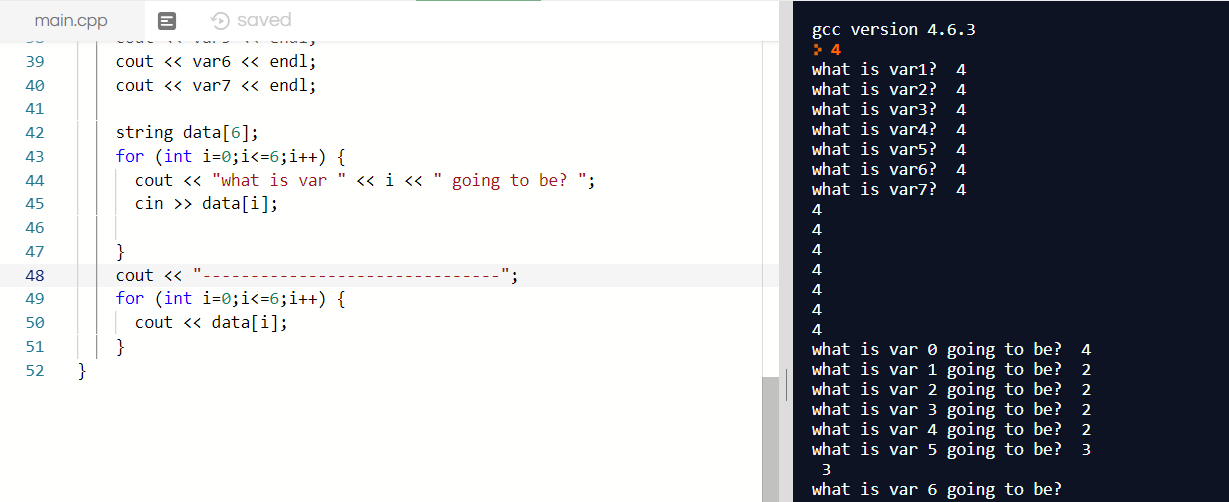 main.cpp saved
39 cout << var6 << endl;
40 cout << var7 << endl;
41
42 string data[6];
43 for (int i=0;i<=6;i++) {
44 cout << "what is var " << i << " going to be? ";
45 cin >> data[i];
46
47 }
48 cout << "-------------------------------";
49 for (int i=0;i<=6;i++) {
50 cout << data[i];
51 }
52 }
gcc version 4.6.3
4
what is var1? 4
what is var2? 4
what is var3? 4
what is var4? 4
what is var5? 4
what is var6? 4
what is var7? 4
4
4
4
4
4
4
4
what is var 0 going to be? 4
what is var 1 going to be? 2
what is var 2 going to be? 2
what is var 3 going to be? 2
what is var 4 going to be? 2
what is var 5 going to be? 3
3
what is var 6 going to be?